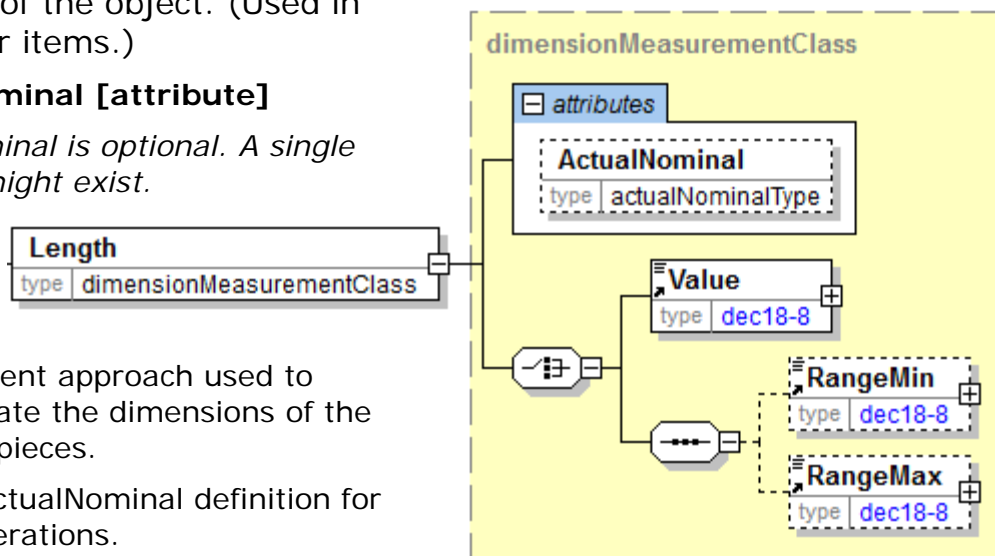 of the object. (Used in
r items.)
minal [attribute]
inal is optional. A single
night exist.
Length
type dimensionMeasurementClass
ent approach used to
ate the dimensions of the
pieces.
ctualNominal definition for
erations.
dimensionMeasurementClass
attributes
ActualNominal
type actualNominalType
Value
type dec18-8
RangeMin
type dec18-8
RangeMax
type dec18-8